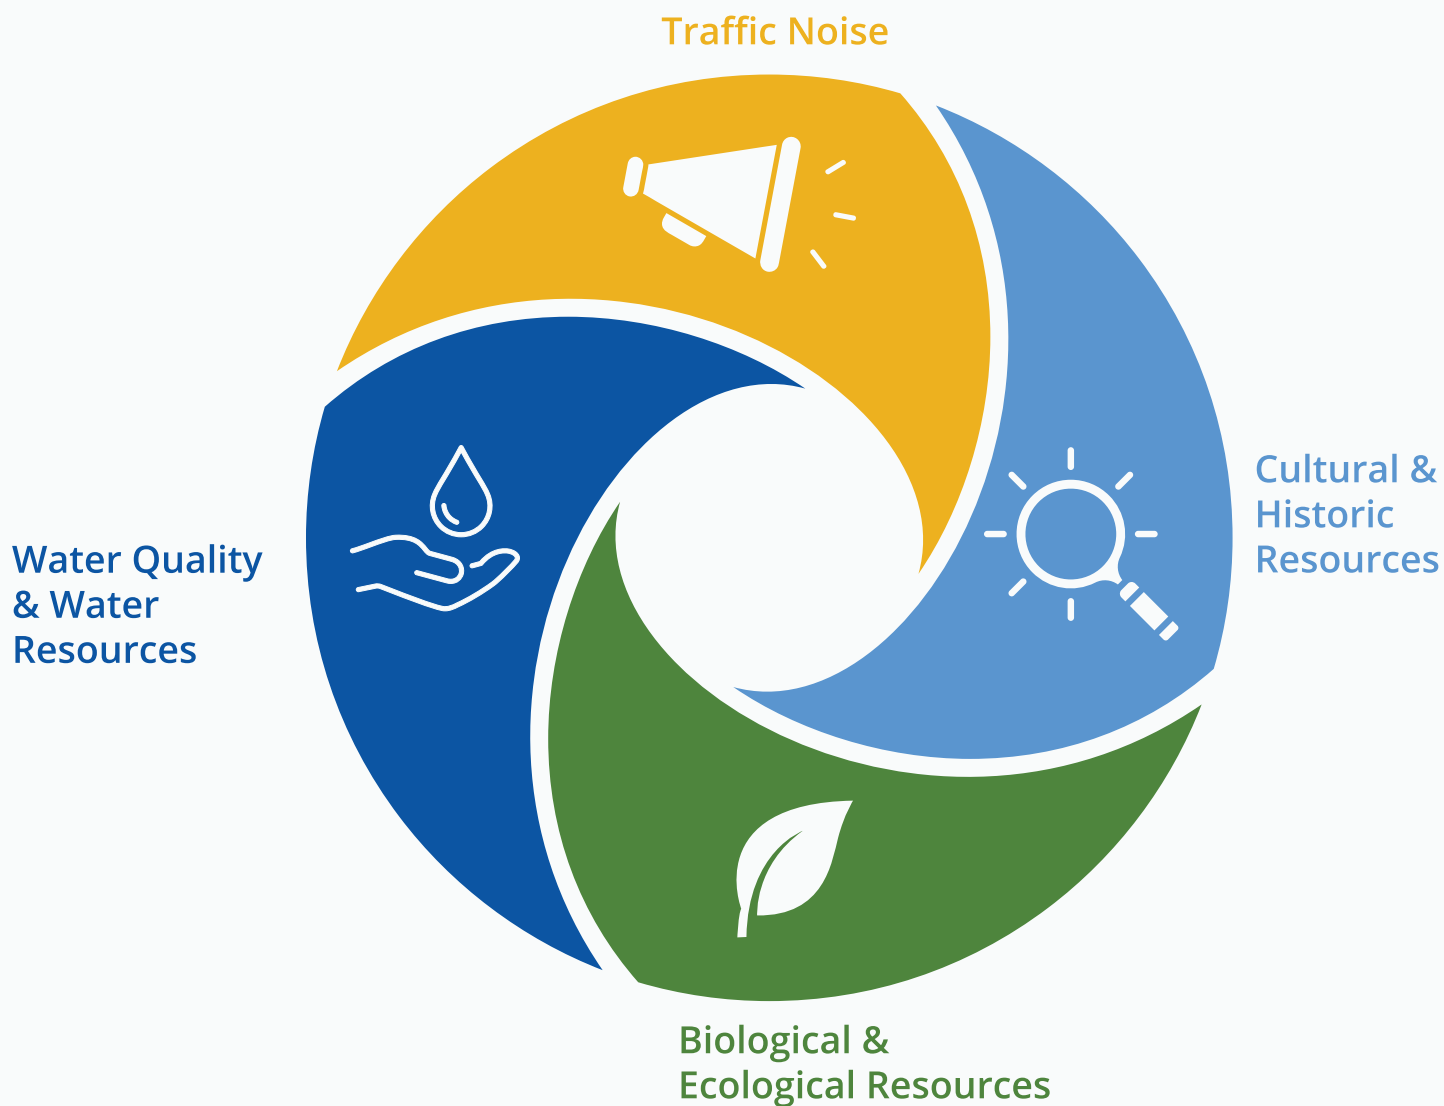 Traffic Noise
Cultural &
Historic
Resources
Water Quality
& Water
Resources
Biological &
Ecological Resources